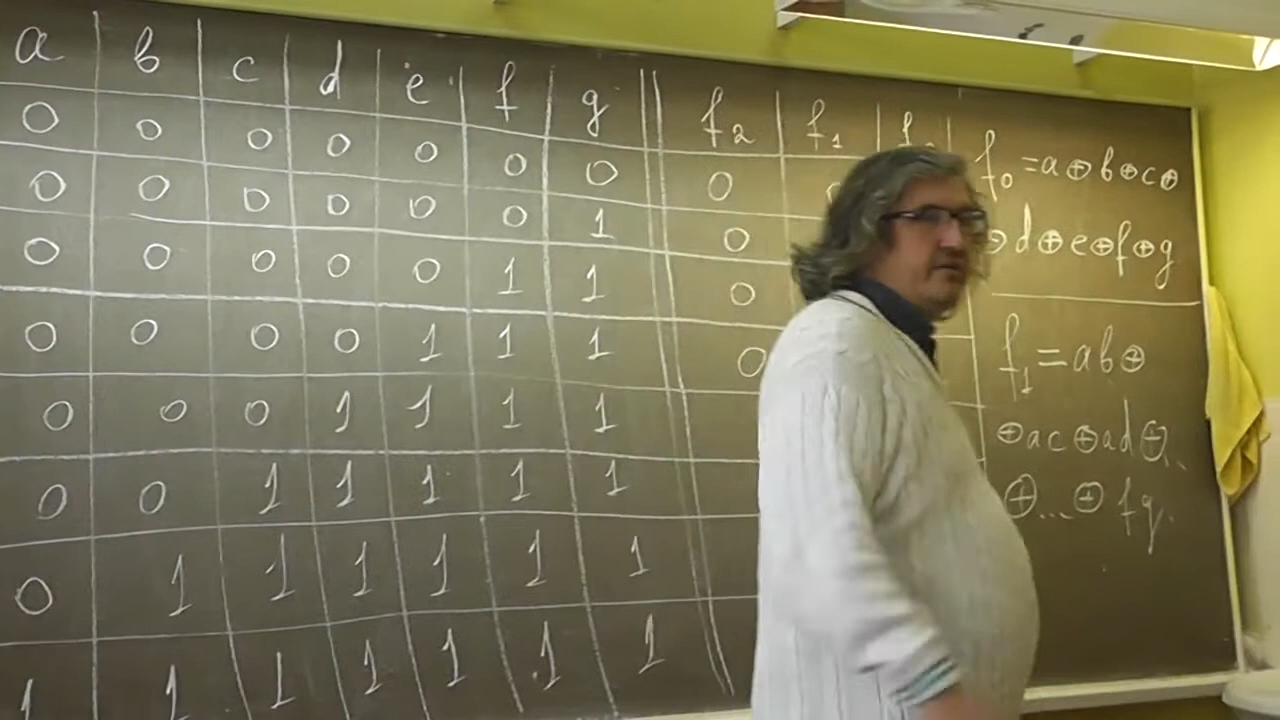 a b c d e f g f₂ f₁
0 0 0 0 0 0 0 0
0 0 0 0 0 0 1 0
0 0 0 0 0 1 1 0
0 0 0 0 1 1 1 0
0 0 0 1 1 1 1
0 0 1 1 1 1 1
0 1 1 1 1 1 1
1 1 1 1 1 1 1
f₀ = a ⊕ b ⊕ c ⊕
⊕ d ⊕ e ⊕ f ⊕ g
f₁ = ab ⊕
⊕ ac ⊕ ad ⊕..
⊕ ... ⊕ fg.